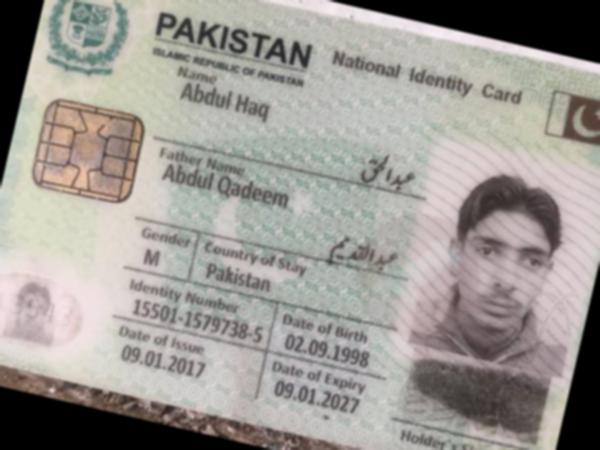 PAKISTAN National Identity Card
ISLAMIC REPUBLIC OF PAKISTAN
Name
Abdul Haq
عبدالحق
Father Name
Abdul Qadeem
عبدالقدیم
Gender Country of Stay
M Pakistan
Identity Number Date of Birth
15501-1579738-5 02.09.1998
Date of Issue Date of Expiry
09.01.2017 09.01.2027